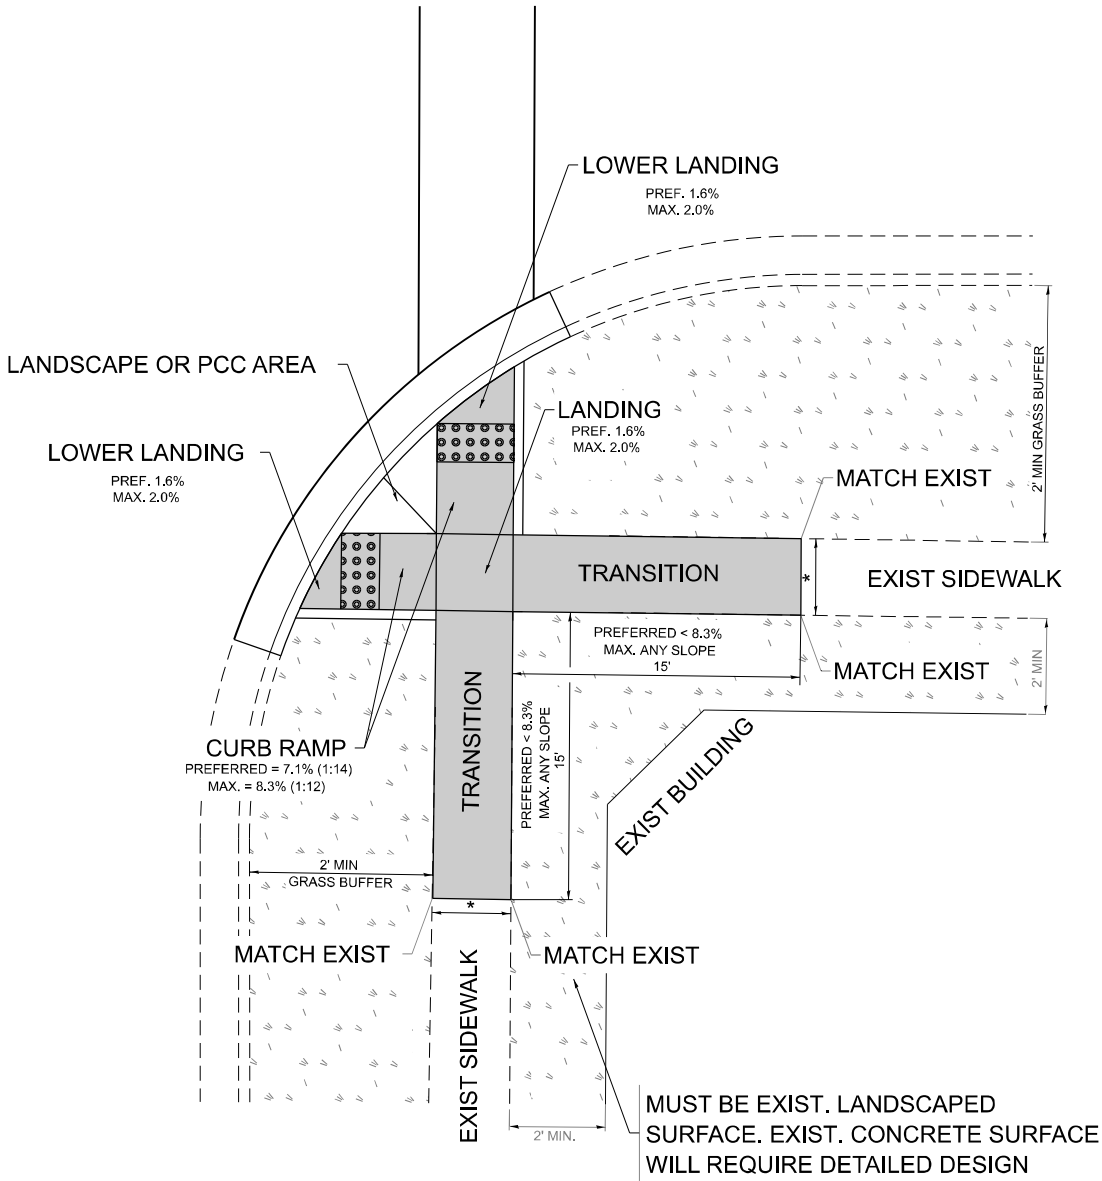 LOWER LANDING
PREF. 1.6%
MAX. 2.0%
LANDSCAPE OR PCC AREA
LANDING
PREF. 1.6%
MAX. 2.0%
LOWER LANDING
PREF. 1.6%
MAX. 2.0%
2' MIN GRASS BUFFER
MATCH EXIST
TRANSITION
*
EXIST SIDEWALK
PREFERRED < 8.3%
MAX. ANY SLOPE
15'
MATCH EXIST
2' MIN
CURB RAMP
PREFERRED = 7.1% (1:14)
MAX. = 8.3% (1:12)
TRANSITION
PREFERRED < 8.3%
MAX. ANY SLOPE
15'
EXIST BUILDING
2' MIN
GRASS BUFFER
*
MATCH EXIST
MATCH EXIST
EXIST SIDEWALK
2' MIN.
MUST BE EXIST. LANDSCAPED
SURFACE. EXIST. CONCRETE SURFACE
WILL REQUIRE DETAILED DESIGN